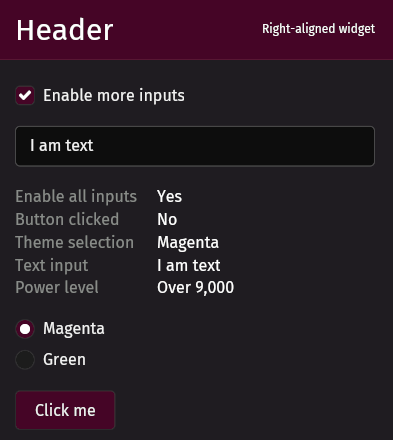 Header
Right-aligned widget
Enable more inputs
I am text
Enable all inputs Yes
Button clicked No
Theme selection Magenta
Text input I am text
Power level Over 9,000
Magenta
Green
Click me